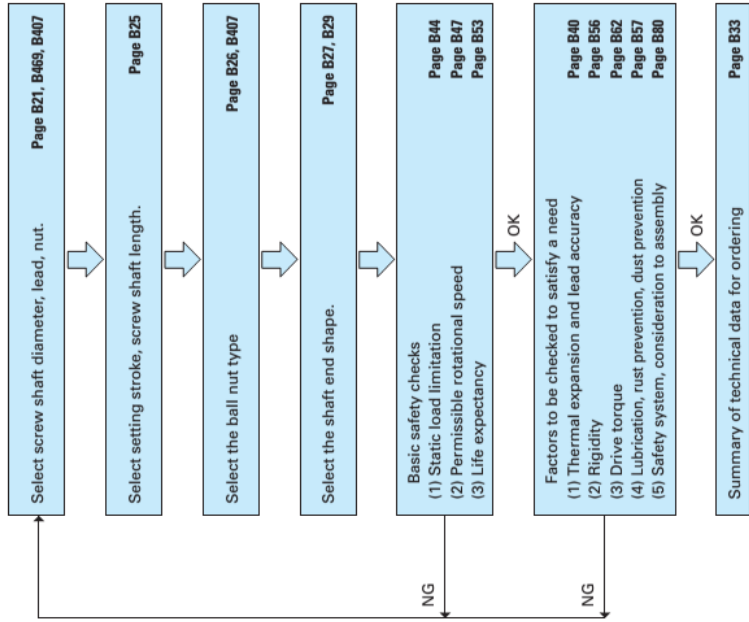 Select screw shaft diameter, lead, nut. Page B21, B469, B407
Select setting stroke, screw shaft length. Page B25
Select the ball nut type Page B26, B407
Select the shaft end shape. Page B27, B29
Basic safety checks
(1) Static load limitation Page B44
(2) Permissible rotational speed Page B47
(3) Life expectancy Page B53
NG
OK
Factors to be checked to satisfy a need
(1) Thermal expansion and lead accuracy Page B40
(2) Rigidity Page B56
(3) Drive torque Page B62
(4) Lubrication, rust prevention, dust prevention Page B57
(5) Safety system, consideration to assembly Page B80
NG
OK
Summary of technical data for ordering Page B33